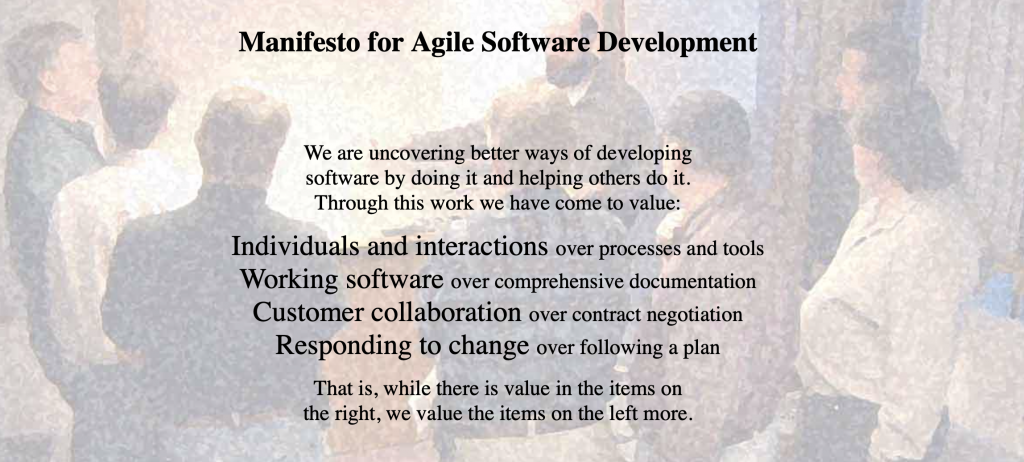 Manifesto for Agile Software Development
We are uncovering better ways of developing
software by doing it and helping others do it.
Through this work we have come to value:
Individuals and interactions over processes and tools
Working software over comprehensive documentation
Customer collaboration over contract negotiation
Responding to change over following a plan
That is, while there is value in the items on
the right, we value the items on the left more.